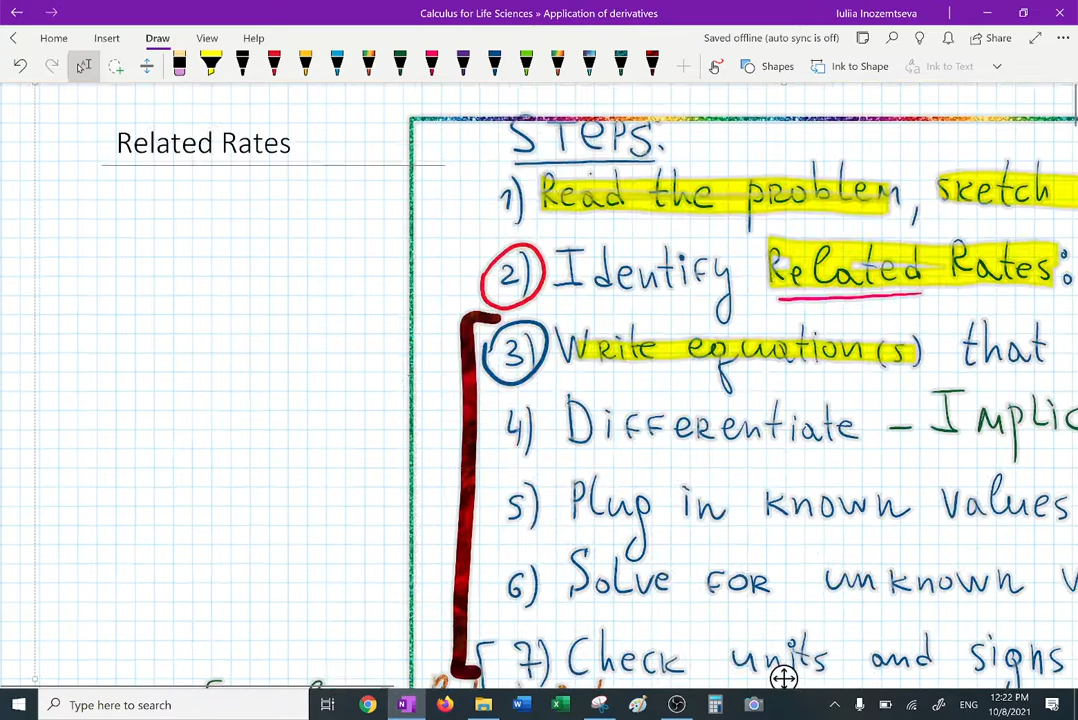 Calculus for Life Sciences » Application of derivatives
Iuliia Inozemtseva
Home Insert Draw View Help
Saved offline (auto sync is off)
Share
Shapes
Ink to Shape
Ink to Text
Related Rates
STEPS:
1) Read the problem, sketch
2) Identify Related Rates:
3) Write equation(s) that
4) Differentiate -
5) Plug in known values
6) Solve for unknown
7) Check units and signs
Type here to search
ENG
12:22 PM
10/8/2021